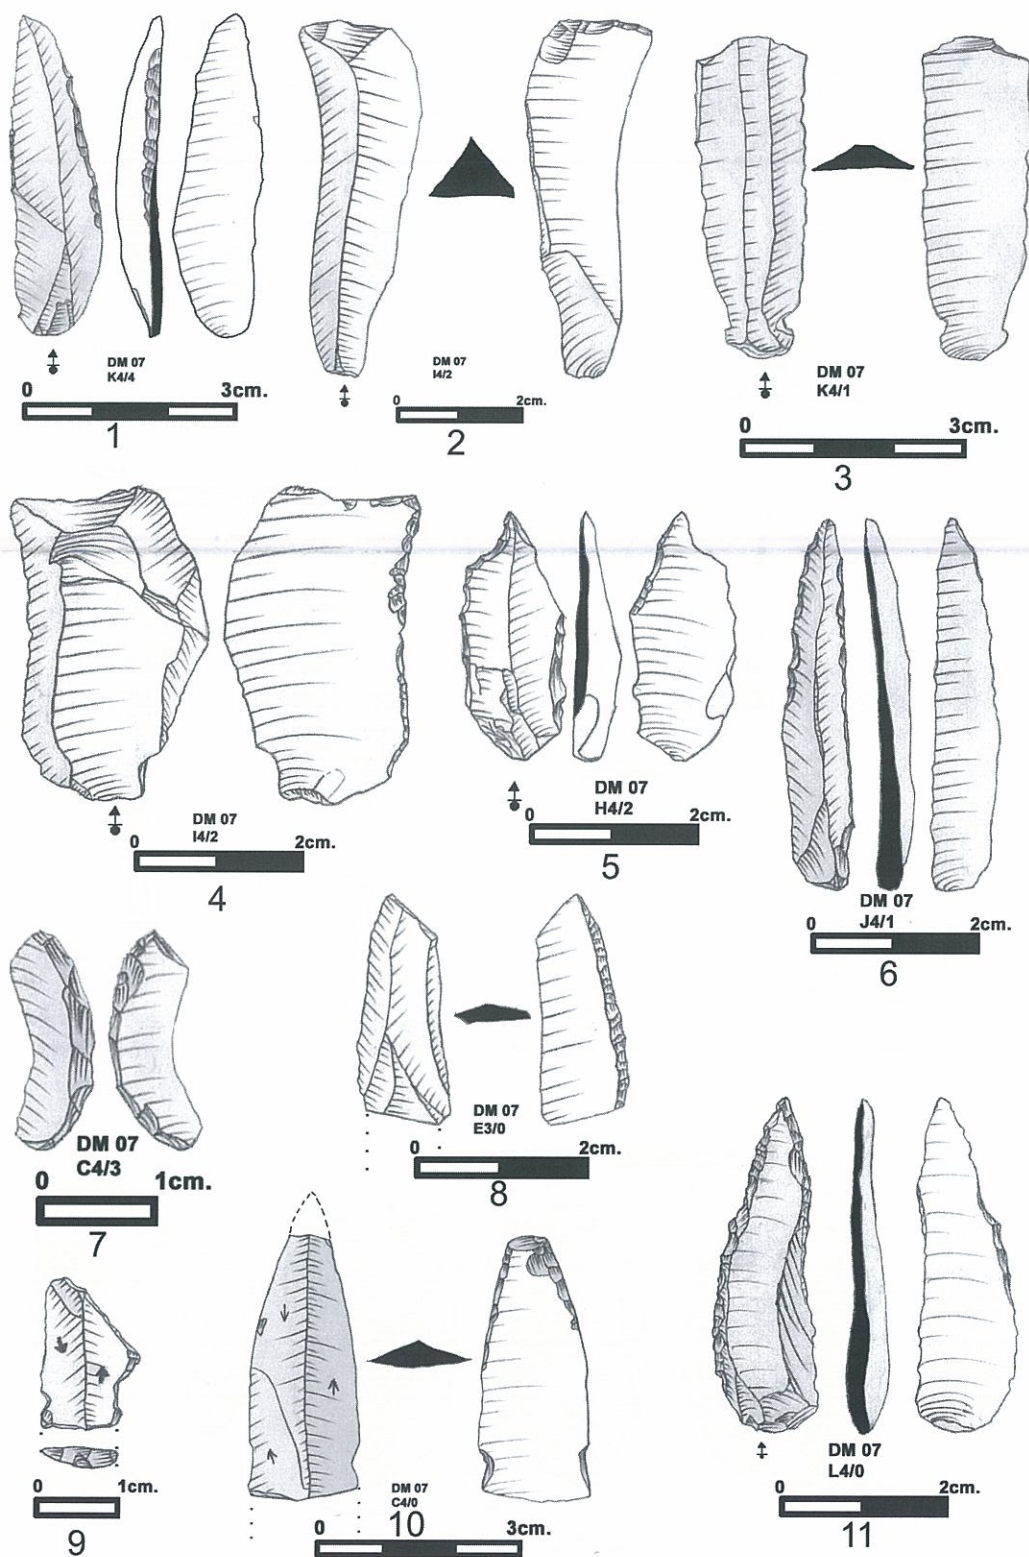 DM 07
K4/4
0 3cm.
1
DM 07
I4/2
0 2cm.
2
DM 07
K4/1
0 3cm.
3
DM 07
I4/2
0 2cm.
4
DM 07
H4/2
0 2cm.
5
DM 07
J4/1
0 2cm.
6
DM 07
C4/3
0 1cm.
7
DM 07
E3/0
0 2cm.
8
0 1cm.
9
DM 07
C4/0
0 3cm.
10
DM 07
L4/0
0 2cm.
11